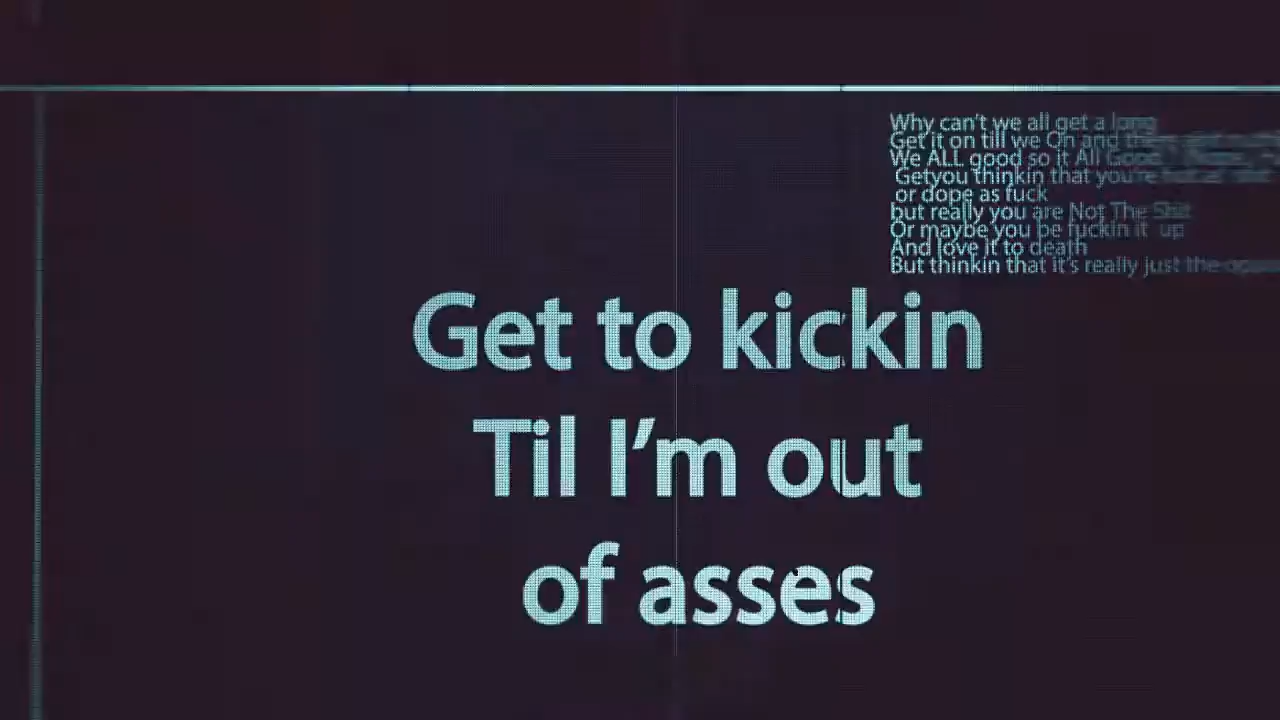 Why can't we all get a long
Get it on till we On and then
We ALL good so it All Good
Getyou thinkin that you're
or dope as fuck
but really you are Not The Shit
Or maybe you be fuckin it up
And love it to death
But thinkin that it's really just the
Get to kickin
Til I'm out
of asses